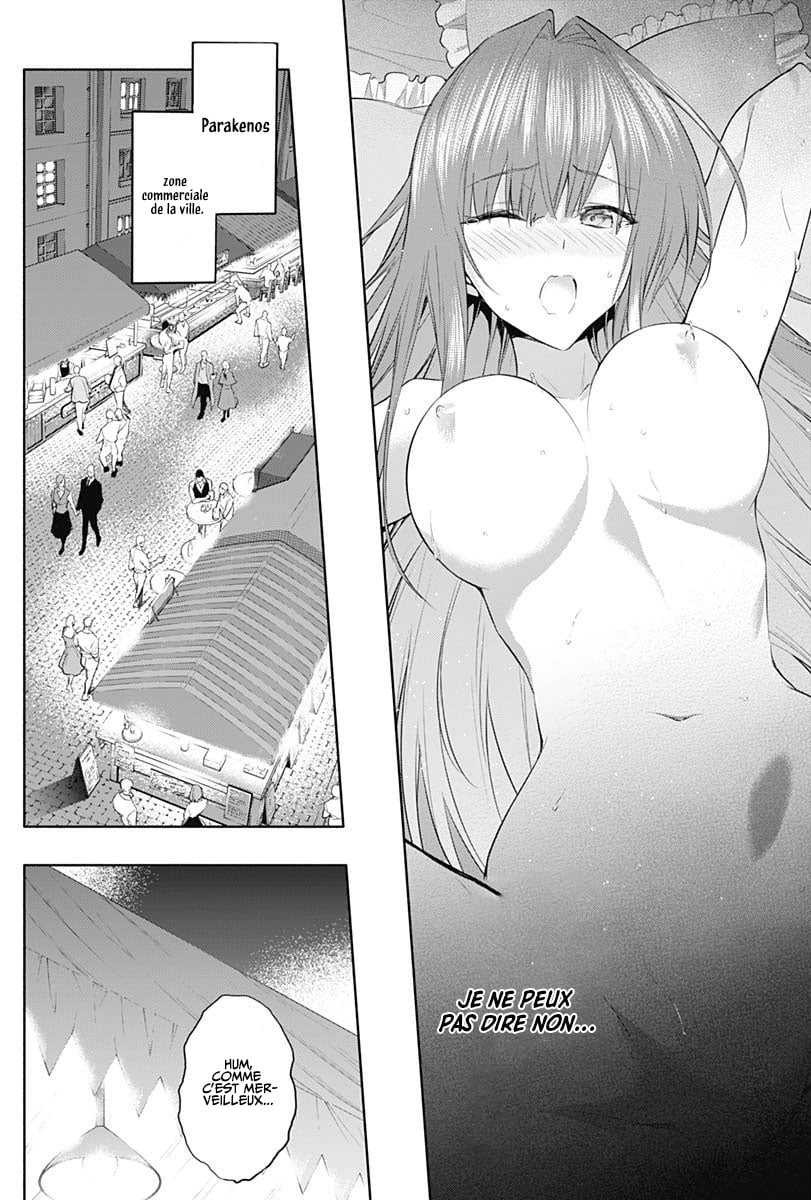 JE NE PEUX
PAS DIRE NON...
Parakenos
zone
commerciale
de la ville.
HUM,
COMME
C'EST MER-
VEILLEUX...